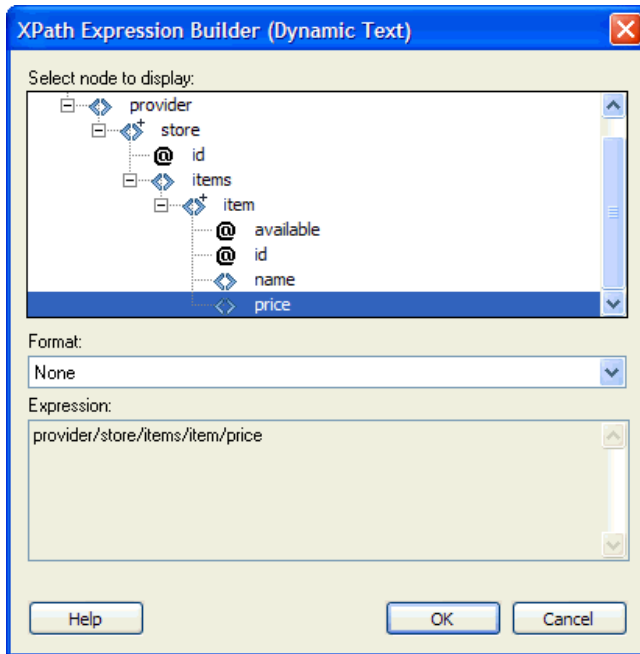 XPath Expression Builder (Dynamic Text)
Select node to display:
provider
store
@ id
items
item
@ available
@ id
name
price
Format:
None
Expression:
provider/store/items/item/price
Help OK Cancel